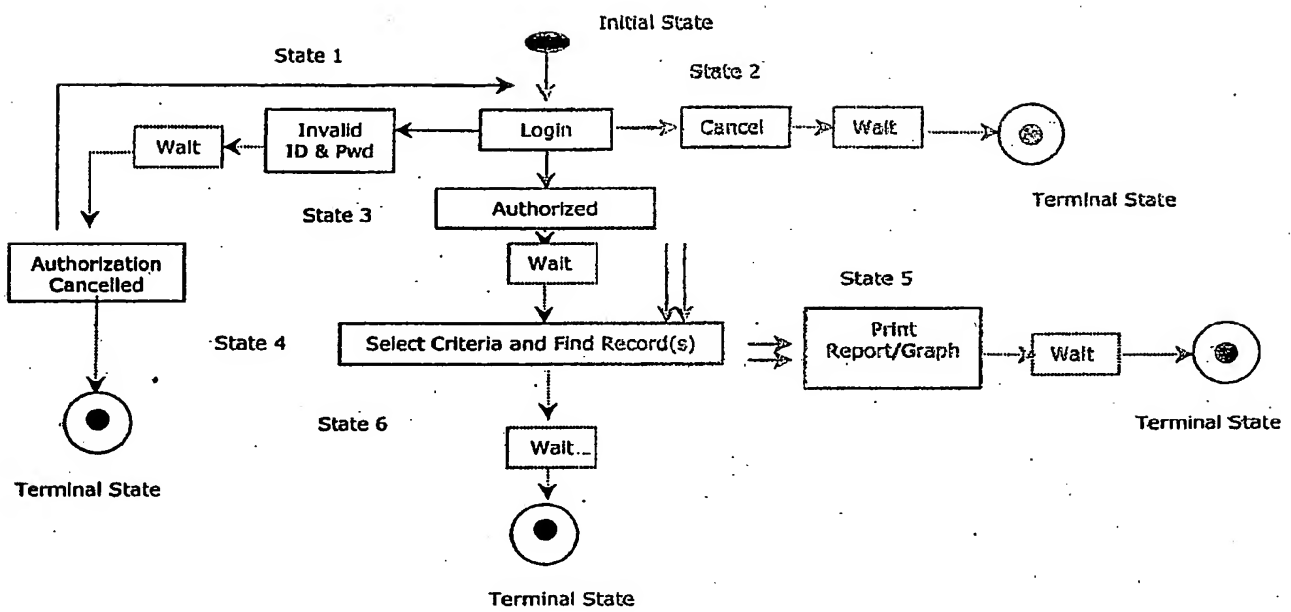 Initial State
State 1
State 2
Invalid
ID & Pwd
Login
Cancel
Wait
Wait
Terminal State
State 3
Authorized
Authorization
Cancelled
Wait
State 5
State 4
Select Criteria and Find Record(s)
Print
Report/Graph
Wait
State 6
Terminal State
Wait
Terminal State
Terminal State